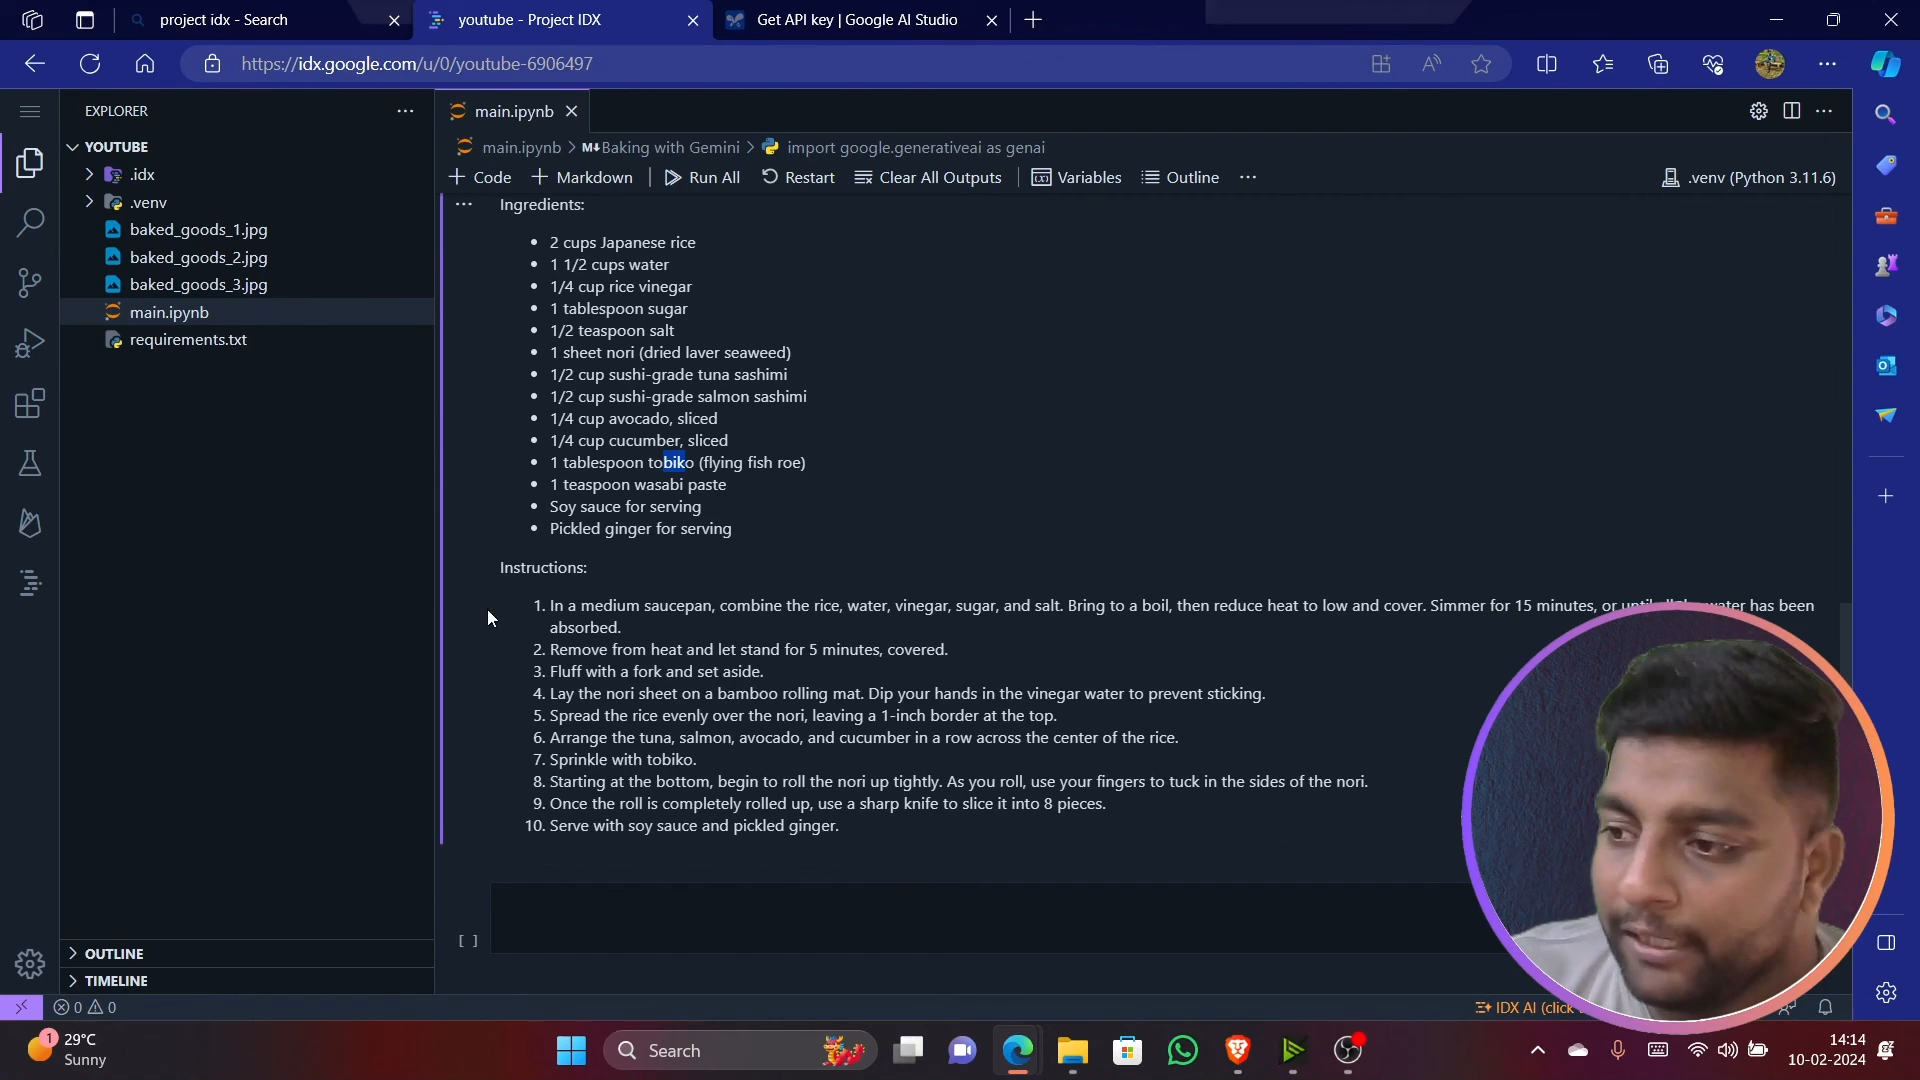 project idx - Search
youtube - Project IDX
Get API key | Google AI Studio
https://idx.google.com/u/0/youtube-6906497
EXPLORER
YOUTUBE
.idx
.venv
baked_goods_1.jpg
baked_goods_2.jpg
baked_goods_3.jpg
main.ipynb
requirements.txt
OUTLINE
TIMELINE
main.ipynb
main.ipynb > M↓Baking with Gemini > import google.generativeai as genai
+ Code + Markdown Run All Restart Clear All Outputs Variables Outline ··· .venv (Python 3.11.6)
Ingredients:
• 2 cups Japanese rice
• 1 1/2 cups water
• 1/4 cup rice vinegar
• 1 tablespoon sugar
• 1/2 teaspoon salt
• 1 sheet nori (dried laver seaweed)
• 1/2 cup sushi-grade tuna sashimi
• 1/2 cup sushi-grade salmon sashimi
• 1/4 cup avocado, sliced
• 1/4 cup cucumber, sliced
• 1 tablespoon tobiko (flying fish roe)
• 1 teaspoon wasabi paste
• Soy sauce for serving
• Pickled ginger for serving
Instructions:
1. In a medium saucepan, combine the rice, water, vinegar, sugar, and salt. Bring to a boil, then reduce heat to low and cover. Simmer for 15 minutes, or until water has been
absorbed.
2. Remove from heat and let stand for 5 minutes, covered.
3. Fluff with a fork and set aside.
4. Lay the nori sheet on a bamboo rolling mat. Dip your hands in the vinegar water to prevent sticking.
5. Spread the rice evenly over the nori, leaving a 1-inch border at the top.
6. Arrange the tuna, salmon, avocado, and cucumber in a row across the center of the rice.
7. Sprinkle with tobiko.
8. Starting at the bottom, begin to roll the nori up tightly. As you roll, use your fingers to tuck in the sides of the nori.
9. Once the roll is completely rolled up, use a sharp knife to slice it into 8 pieces.
10. Serve with soy sauce and pickled ginger.
[ ]
0 0
IDX AI (click
1
29°C
Sunny
Search
14:14
10-02-2024